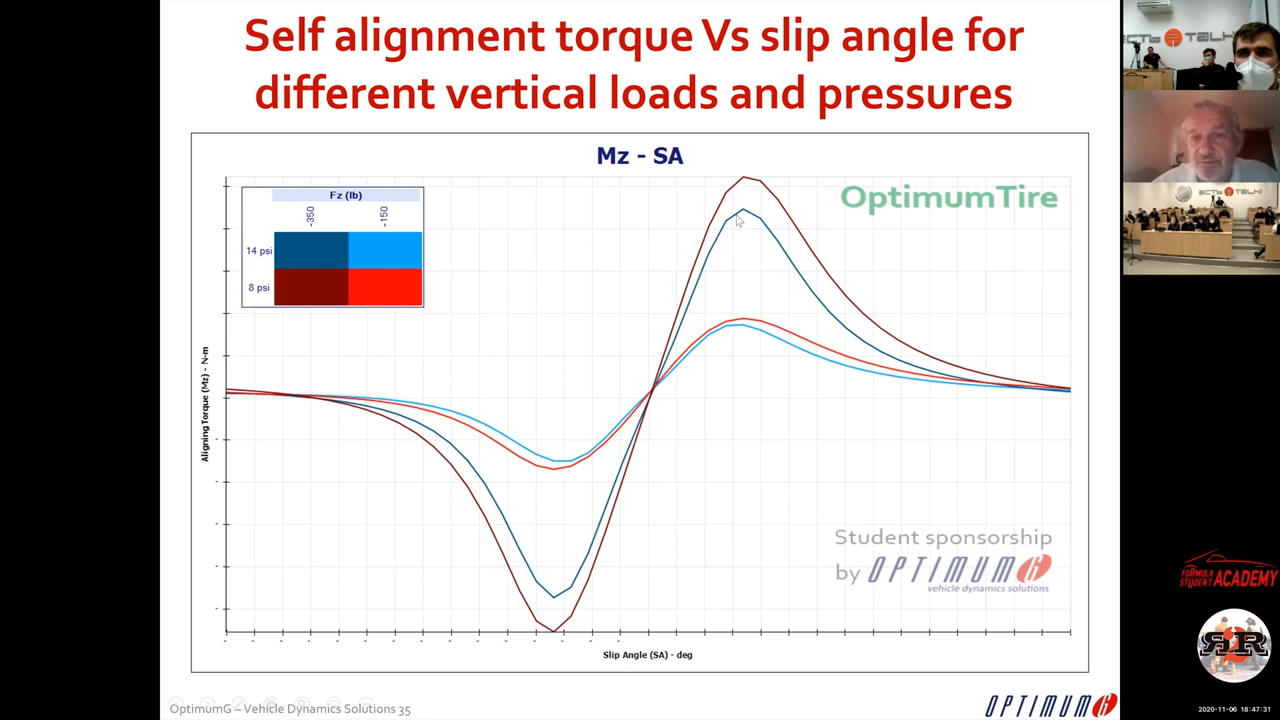 Self alignment torque Vs slip angle for
different vertical loads and pressures
Mz - SA
Fz (lb)
-350
-150
14 psi
8 psi
OptimumTire
Aligning Torque (Mz) - N-m
Student sponsorship
by OPTIMUM G
vehicle dynamics solutions
Slip Angle (SA) - deg
OptimumG – Vehicle Dynamics Solutions 35
OPTIMUM G
ЕСТЬ TALK
FORMULA
STUDENT ACADEMY
2020-11-06 18:47:31